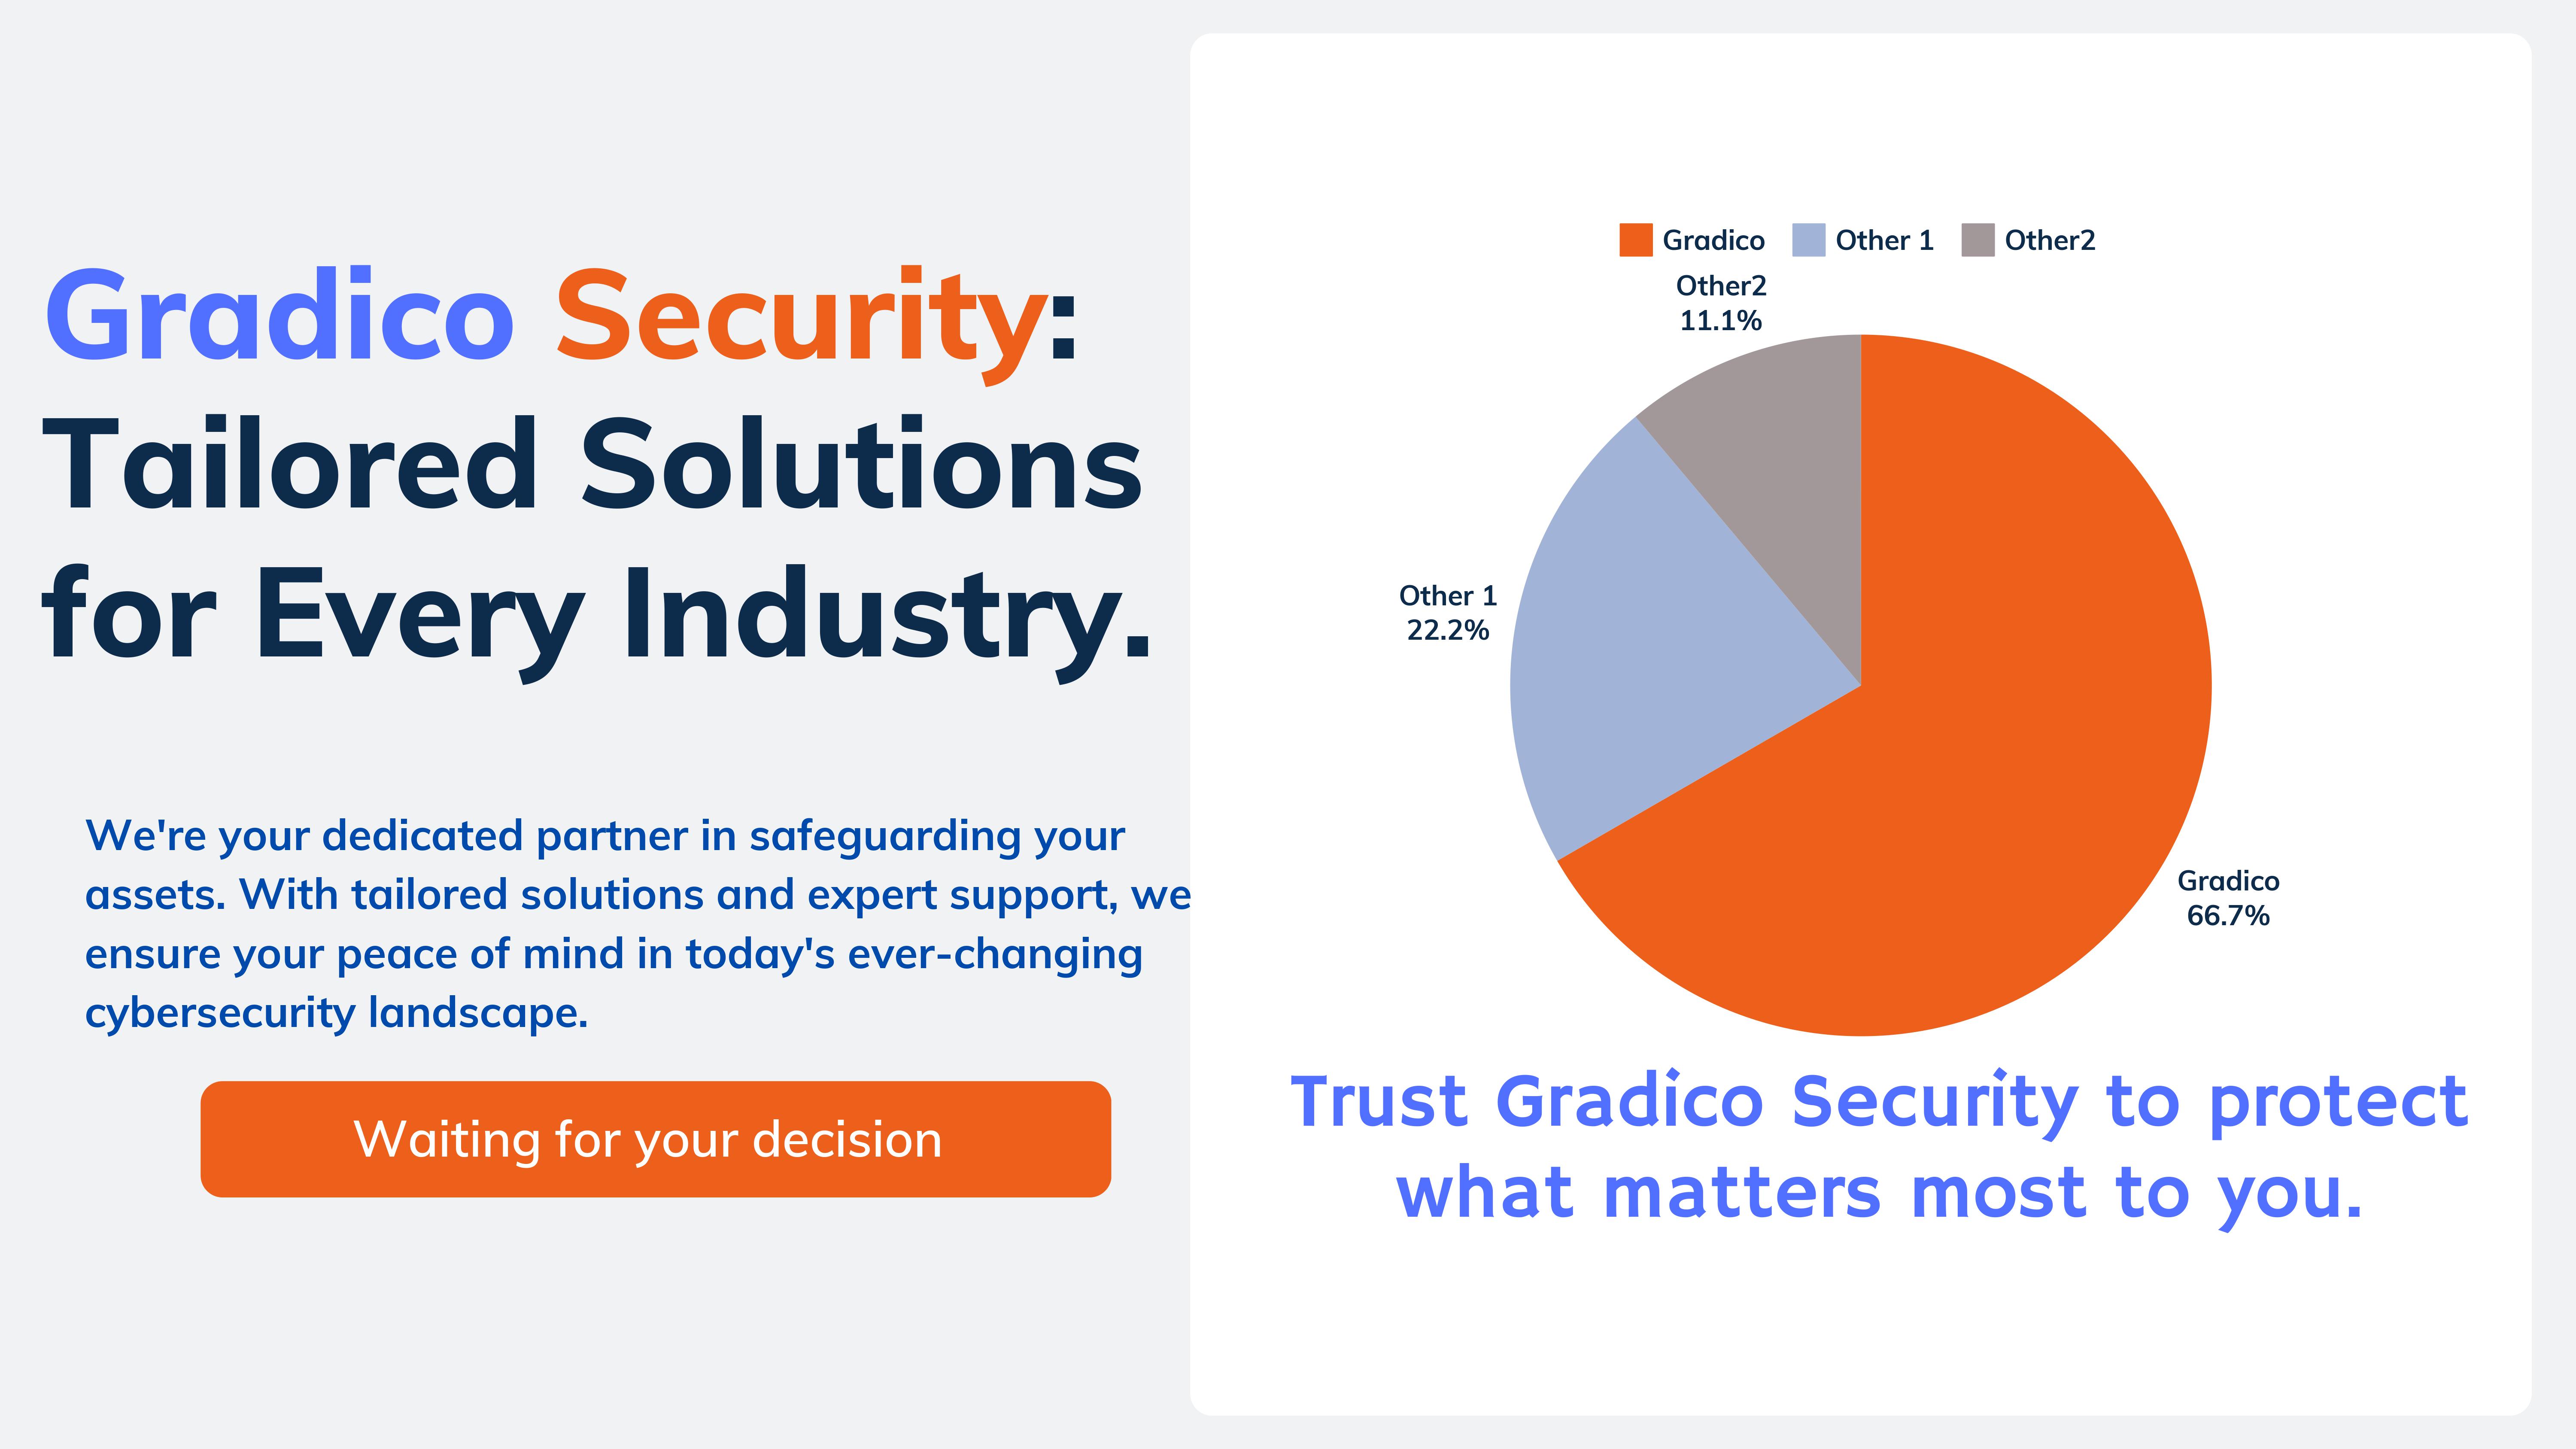 Gradico Security:
Tailored Solutions
for Every Industry.
We're your dedicated partner in safeguarding your
assets. With tailored solutions and expert support, we
ensure your peace of mind in today's ever-changing
cybersecurity landscape.
Waiting for your decision
Gradico Other 1 Other2
Other2
11.1%
Other 1
22.2%
Gradico
66.7%
Trust Gradico Security to protect
what matters most to you.